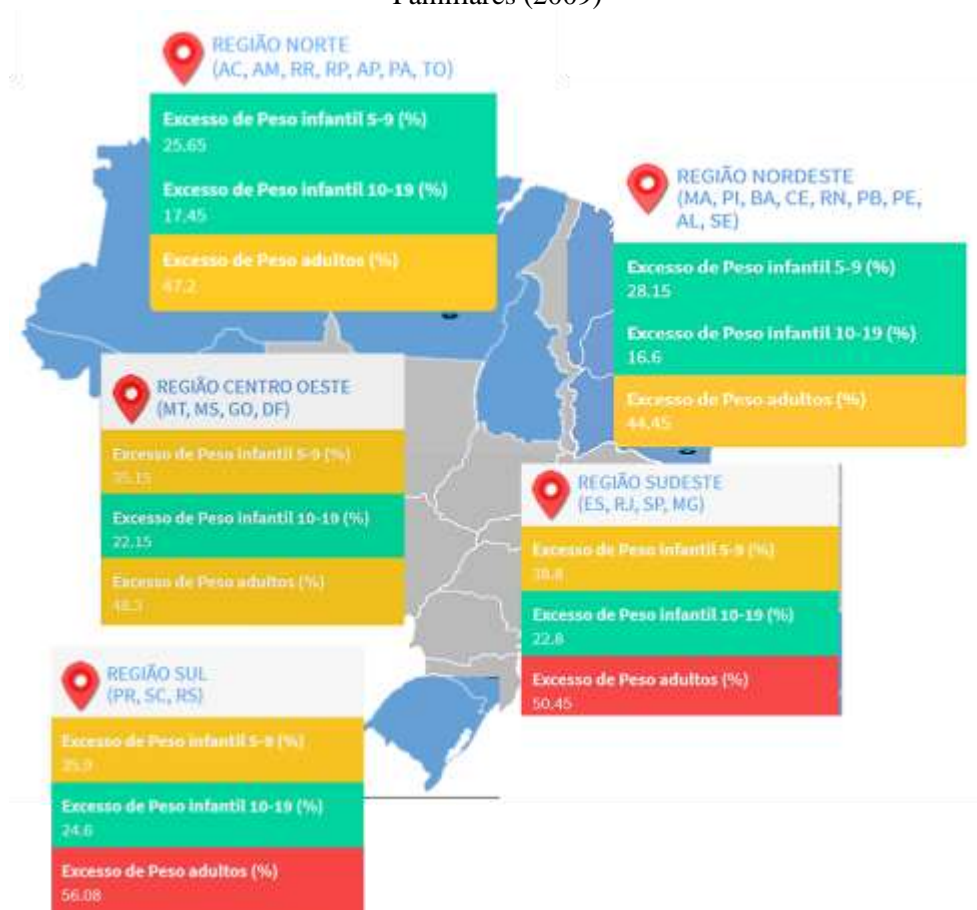 Familiares (2009)
REGIÃO NORTE
(AC, AM, RR, RP, AP, PA, TO)
Excesso de Peso infantil 5-9 (%)
25.65
Excesso de Peso infantil 10-19 (%)
17.45
Excesso de Peso adultos (%)
47.2
REGIÃO NORDESTE
(MA, PI, BA, CE, RN, PB, PE,
AL, SE)
Excesso de Peso infantil 5-9 (%)
28.15
Excesso de Peso infantil 10-19 (%)
16.6
Excesso de Peso adultos (%)
44.45
REGIÃO CENTRO OESTE
(MT, MS, GO, DF)
Excesso de Peso infantil 5-9 (%)
35.15
Excesso de Peso infantil 10-19 (%)
22.15
Excesso de Peso adultos (%)
48.3
REGIÃO SUDESTE
(ES, RJ, SP, MG)
Excesso de Peso infantil 5-9 (%)
38.8
Excesso de Peso infantil 10-19 (%)
22.8
Excesso de Peso adultos (%)
50.45
REGIÃO SUL
(PR, SC, RS)
Excesso de Peso infantil 5-9 (%)
35.9
Excesso de Peso infantil 10-19 (%)
24.6
Excesso de Peso adultos (%)
56.08